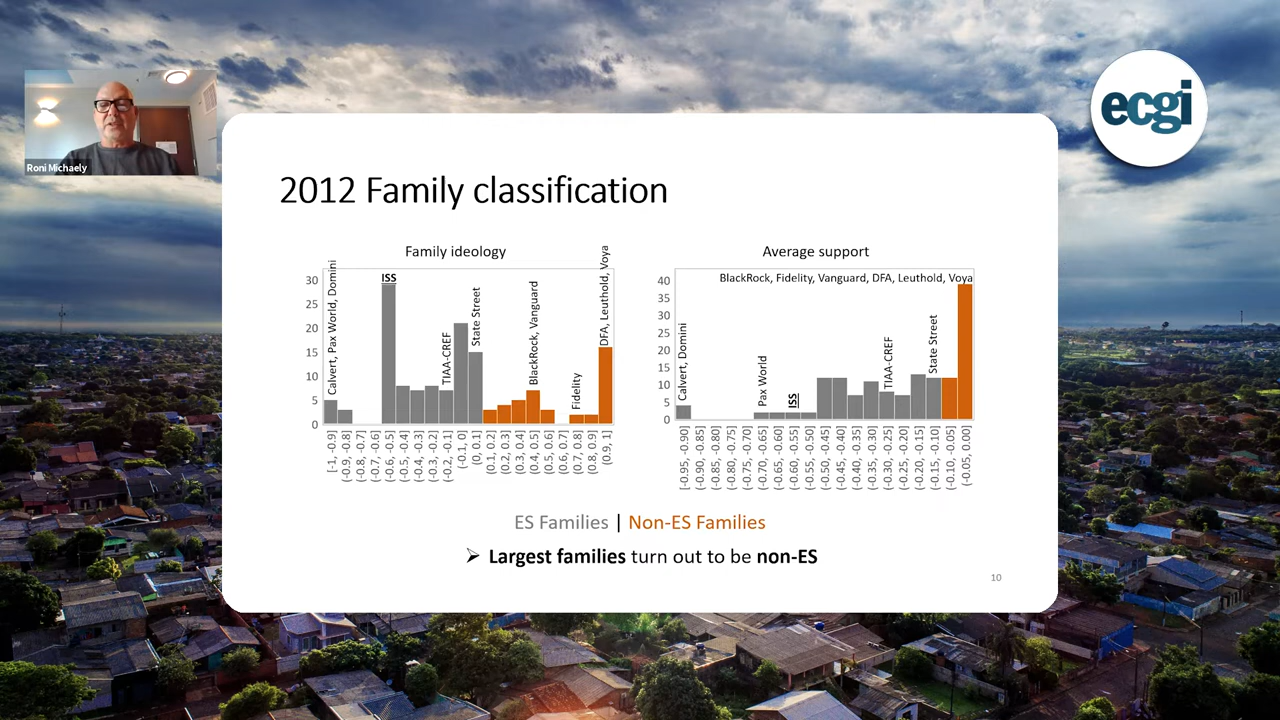 ecgi
Roni Michaely
2012 Family classification
Family ideology
30
25
20
15
10
5
0
Calvert, Pax World, Domini
ISS
TIAA-CREF
State Street
BlackRock, Vanguard
Fidelity
DFA, Leuthold, Voya
[-1, -0.9]
(-0.9, -0.8]
(-0.8, -0.7]
(-0.7, -0.6]
(-0.6, -0.5]
(-0.5, -0.4]
(-0.4, -0.3]
(-0.3, -0.2]
(-0.2, -0.1]
(-0.1, 0]
(0, 0.1]
(0.1, 0.2]
(0.2, 0.3]
(0.3, 0.4]
(0.4, 0.5]
(0.5, 0.6]
(0.6, 0.7]
(0.7, 0.8]
(0.8, 0.9]
(0.9, 1]
Average support
BlackRock, Fidelity, Vanguard, DFA, Leuthold, Voya
40
35
30
25
20
15
10
5
0
Calvert, Domini
Pax World
ISS
TIAA-CREF
State Street
[-0.95, -0.90]
(-0.90, -0.85]
(-0.85, -0.80]
(-0.80, -0.75]
(-0.75, -0.70]
(-0.70, -0.65]
(-0.65, -0.60]
(-0.60, -0.55]
(-0.55, -0.50]
(-0.50, -0.45]
(-0.45, -0.40]
(-0.40, -0.35]
(-0.35, -0.30]
(-0.30, -0.25]
(-0.25, -0.20]
(-0.20, -0.15]
(-0.15, -0.10]
(-0.10, -0.05]
(-0.05, 0.00]
ES Families | Non-ES Families
➢ Largest families turn out to be non-ES
10